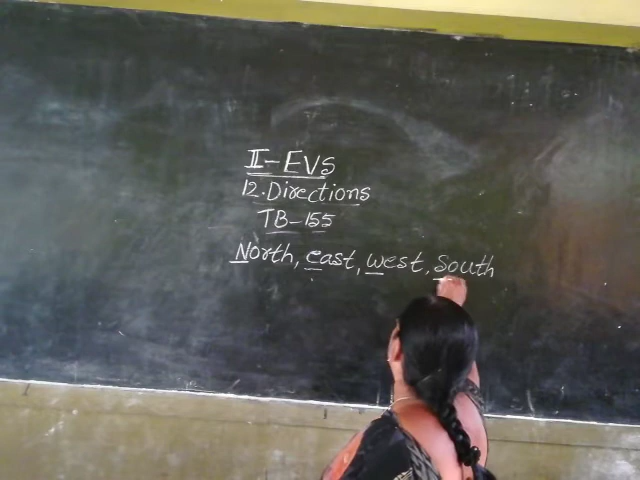 II-EVS
12. Directions
TB-155
North, east, west, south